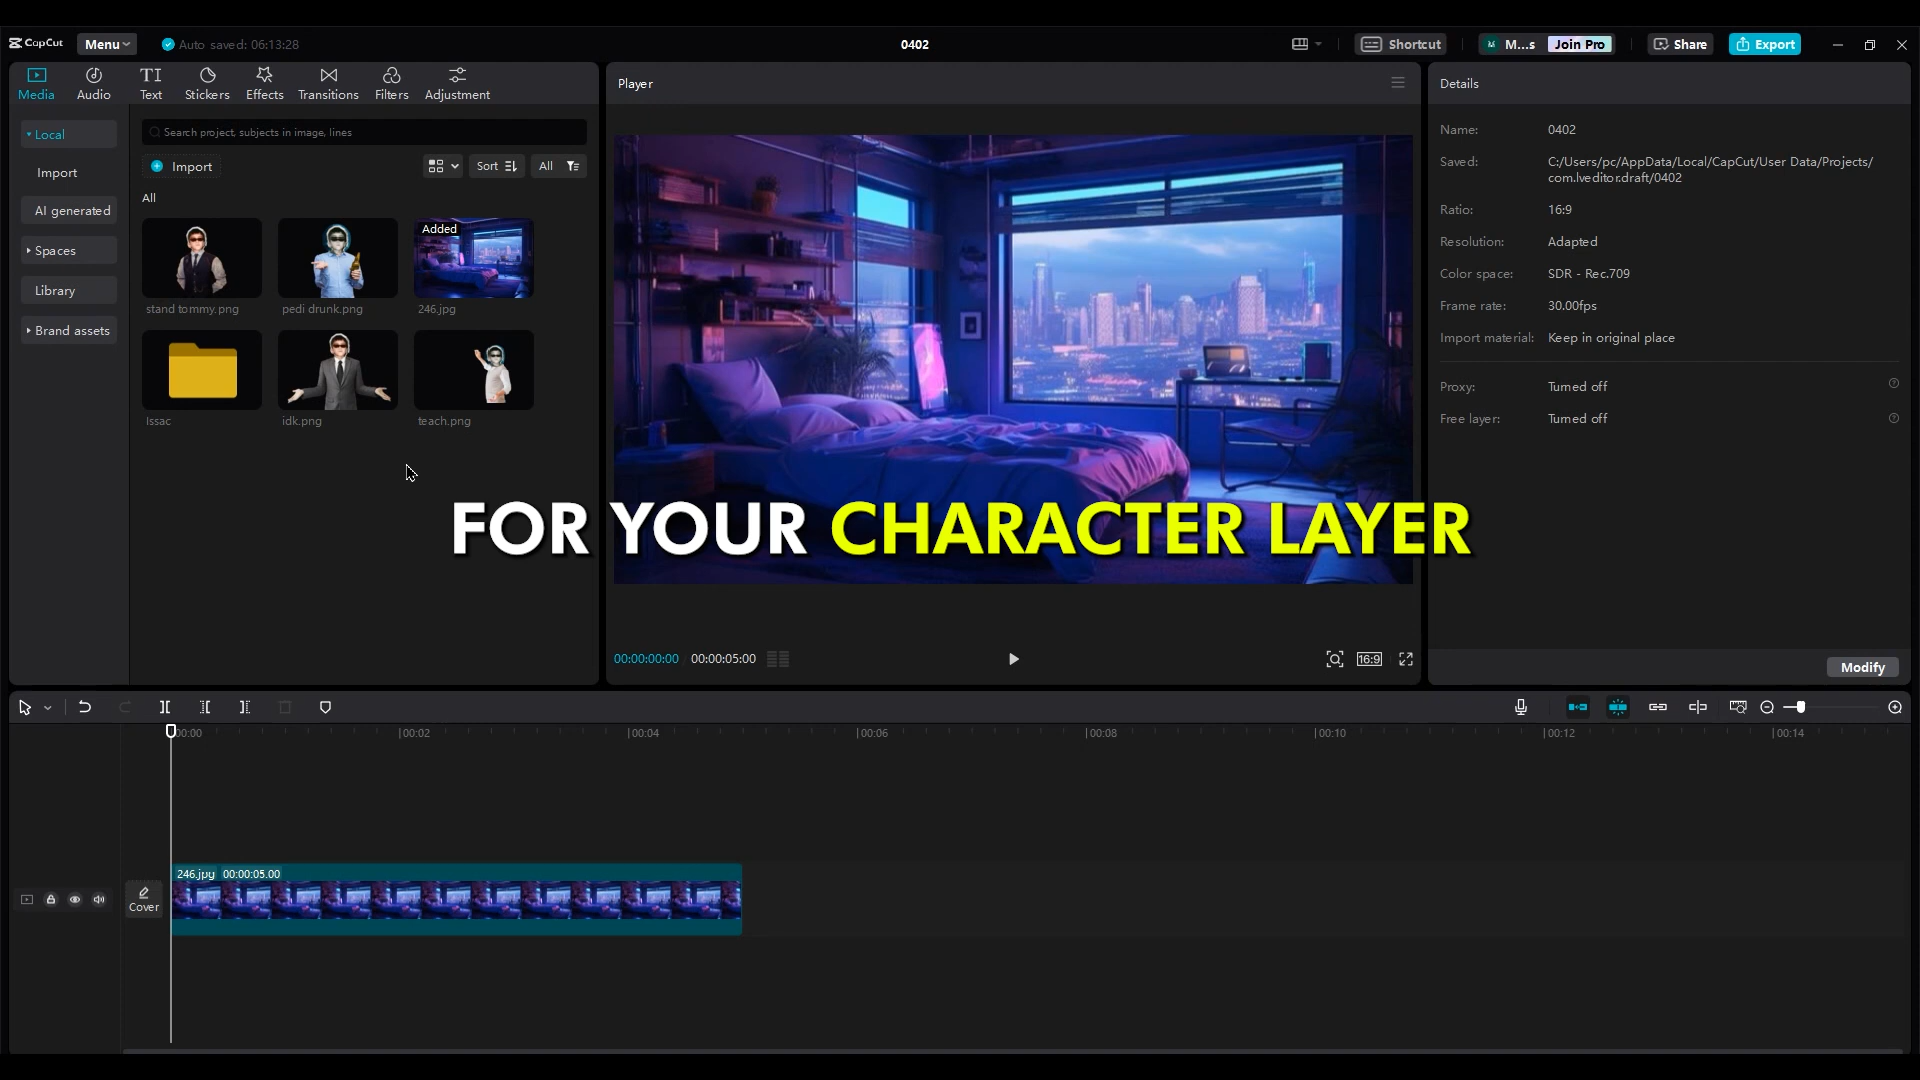 CapCut
Menu
Auto saved: 06:13:28
0402
Shortcut
M...s
Join Pro
Share
Export
Media
Audio
TI
Text
Stickers
Effects
Transitions
Filters
Adjustment
Local
Import
AI generated
Spaces
Library
Brand assets
Search project, subjects in image, lines
Import
Sort
All
All
stand tommy.png
pedi drunk.png
Added
246.jpg
Issac
idk.png
teach.png
Player
FOR YOUR CHARACTER LAYER
00:00:00:00
00:00:05:00
16:9
Details
Name: 0402
Saved: C:/Users/pc/AppData/Local/CapCut/User Data/Projects/
com.lveditor.draft/0402
Ratio: 16:9
Resolution: Adapted
Color space: SDR - Rec.709
Frame rate: 30.00fps
Import material: Keep in original place
Proxy: Turned off
Free layer: Turned off
Modify
00:00
00:02
00:04
00:06
00:08
00:10
00:12
00:14
Cover
246.jpg 00:00:05.00